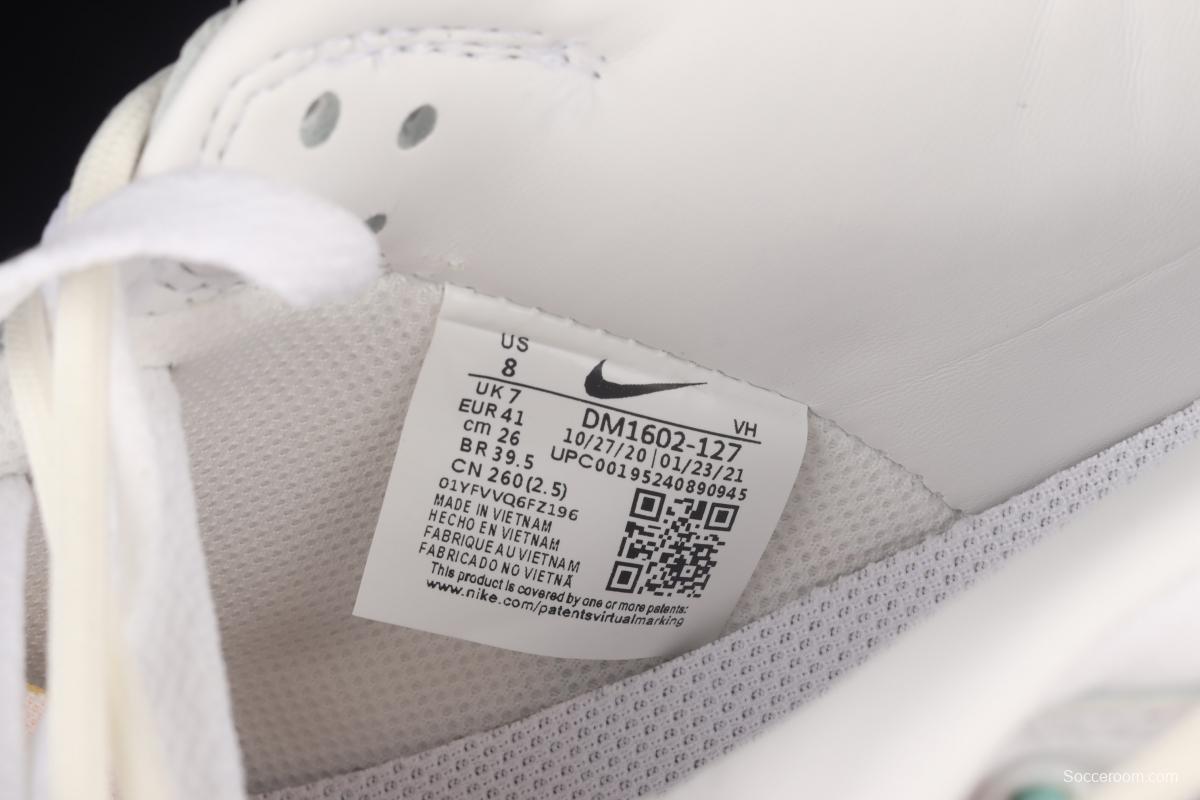 US
8
UK 7
EUR 41
cm 26
BR 39.5
CN 260(2.5)
VH
DM1602-127
10/27/20|01/23/21
UPC00195240890945
01YFVVQ6FZ196
MADE IN VIETNAM
HECHO EN VIETNAM
FABRIQUE AU VIETNAM
FABRICADO NO VIETNÃ
This product is covered by one or more patents:
www.nike.com/patentsvirtualmarking
Socceroom.com